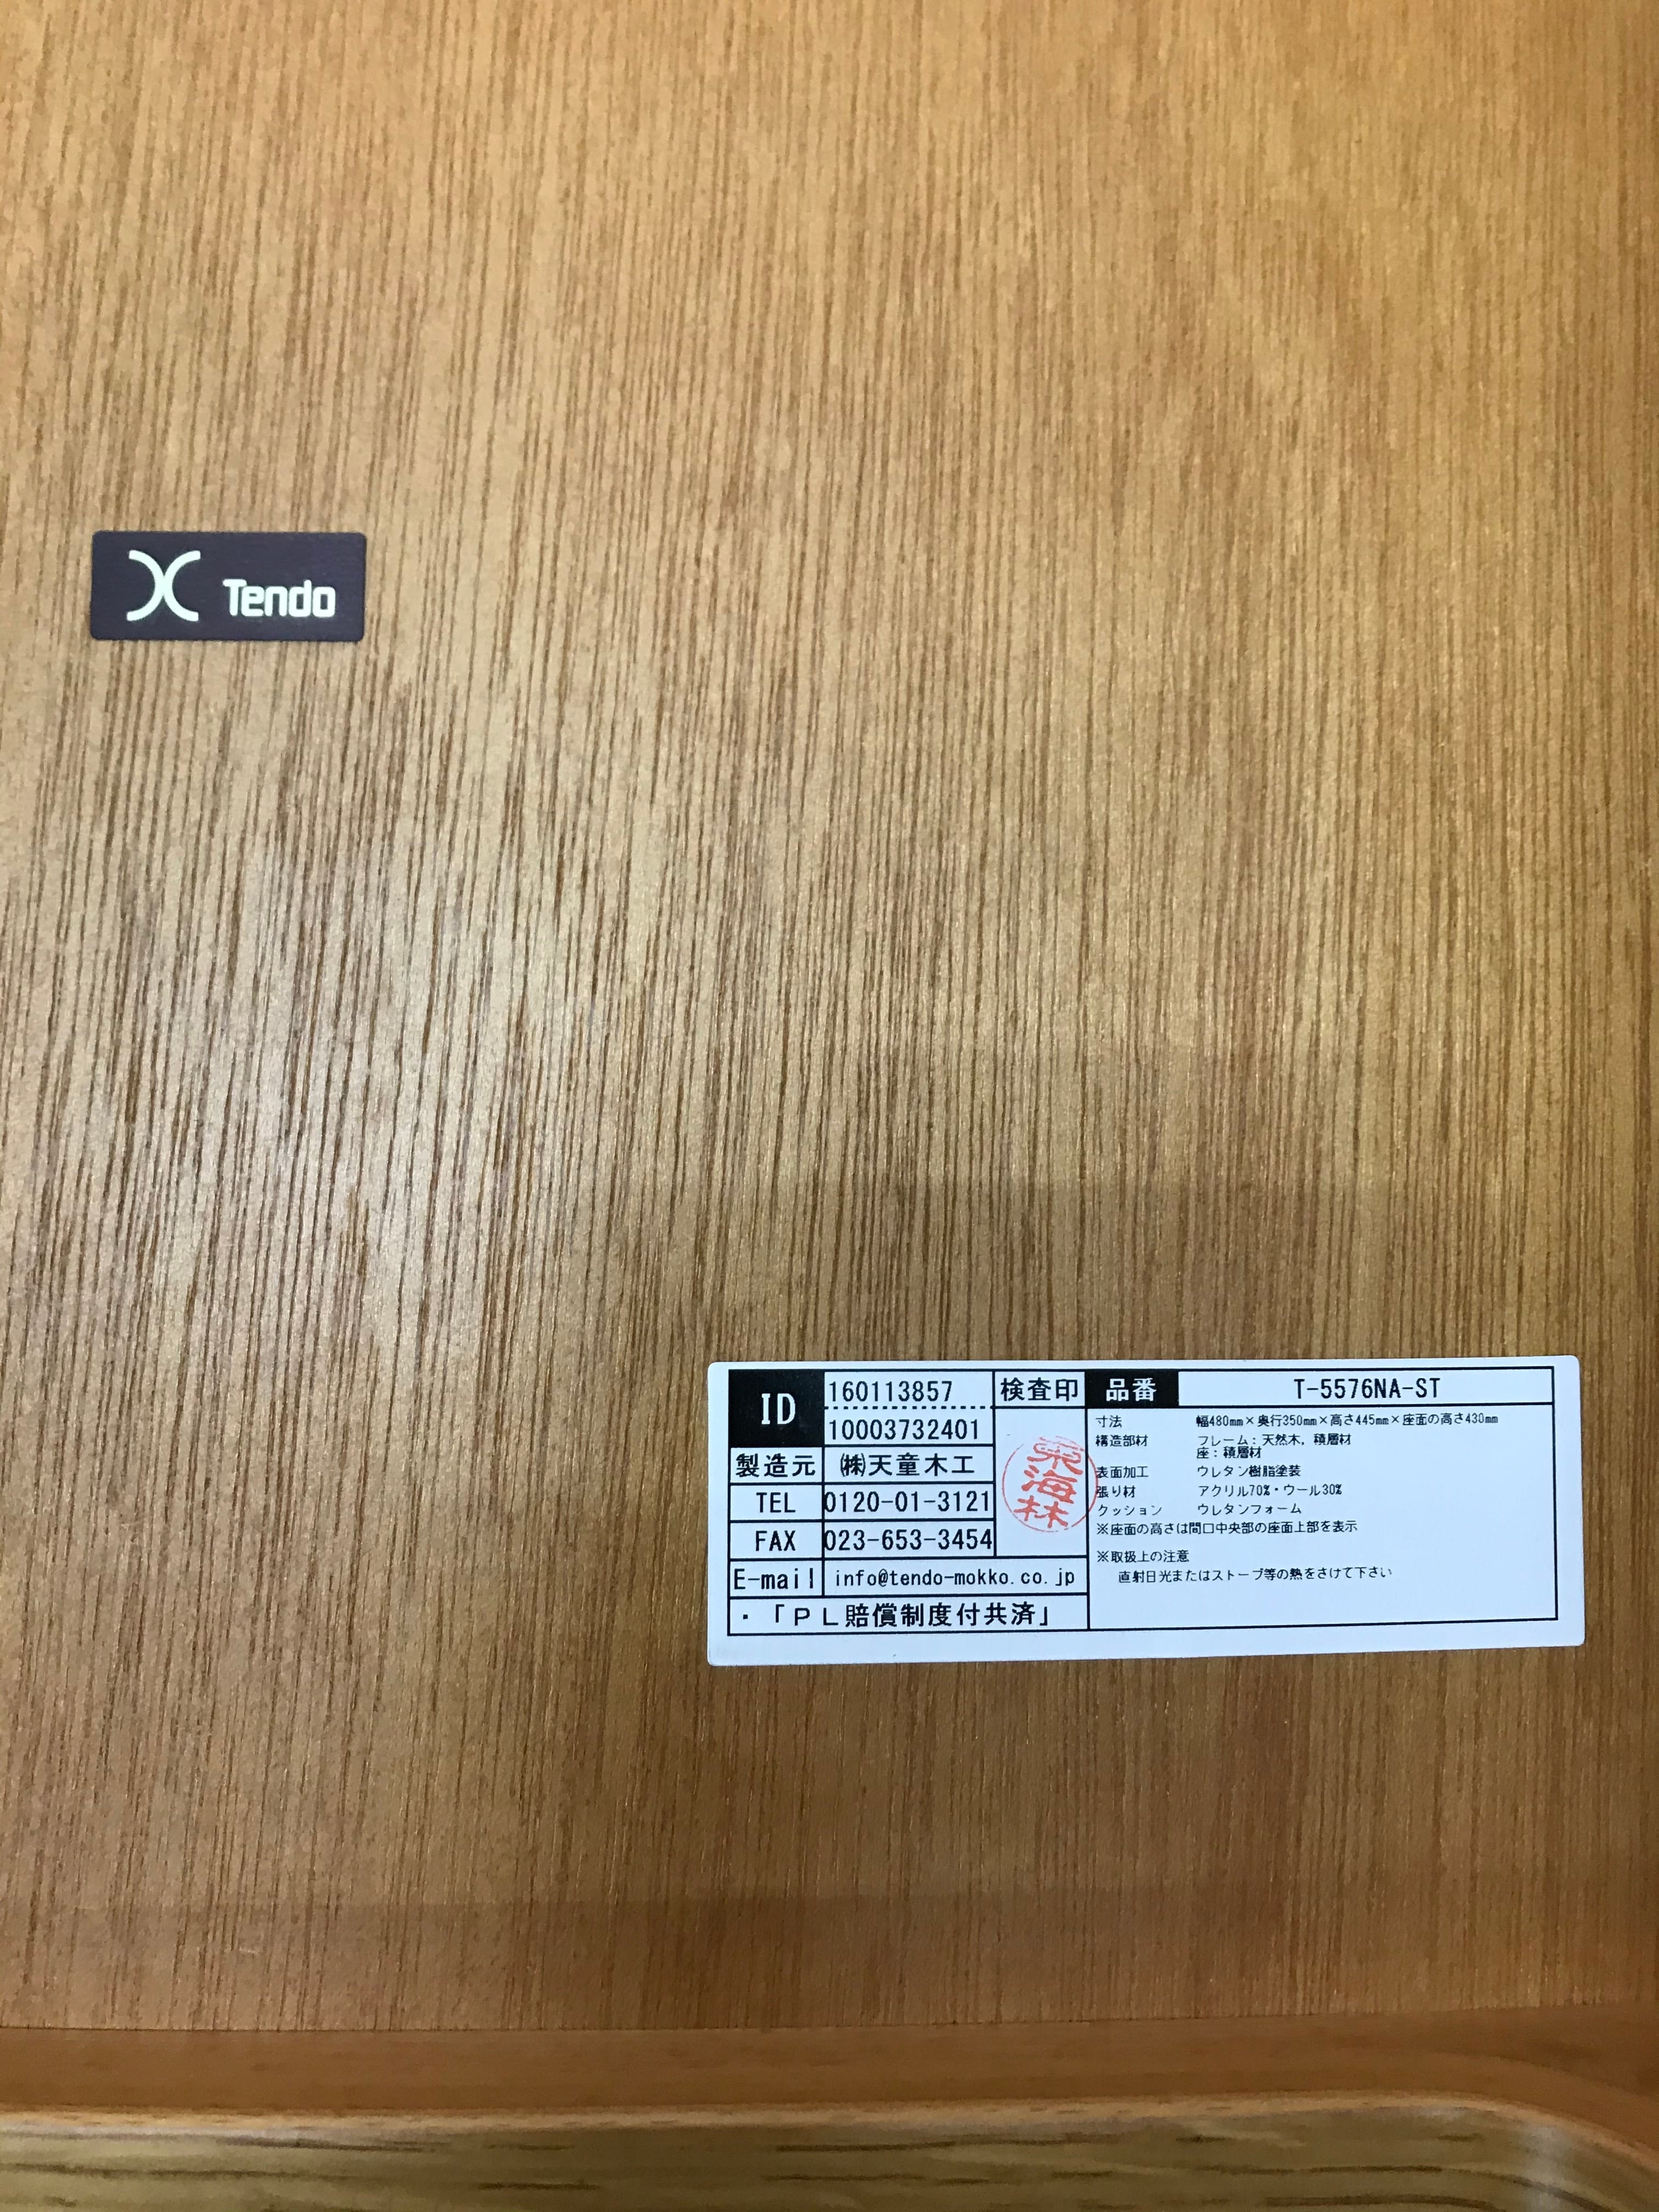 Tendo
ID 160113857
10003732401
検査印
東海林
製造元 ㈱天童木工
TEL 0120-01-3121
FAX 023-653-3454
E-mail info@tendo-mokko.co.jp
・「ＰＬ賠償制度付共済」
品番 T-5576NA-ST
寸法 幅480mm×奥行350mm×高さ445mm×座面の高さ430mm
構造部材 フレーム：天然木，積層材
座：積層材
表面加工 ウレタン樹脂塗装
張り材 アクリル70%・ウール30%
クッション ウレタンフォーム
※座面の高さは間口中央部の座面上部を表示
※取扱上の注意
直射日光またはストーブ等の熱をさけて下さい